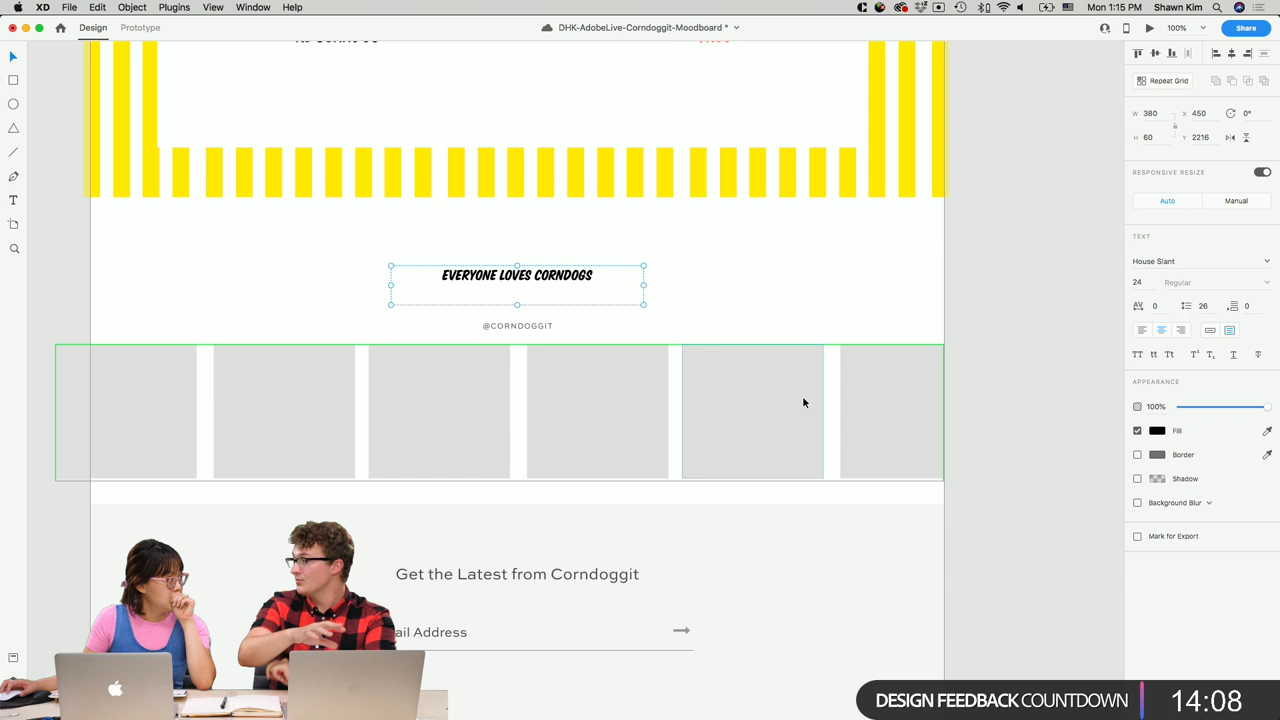 XD File Edit Object Plugins View Window Help
Mon 1:15 PM Shawn Kim
Design Prototype
DHK-AdobeLive-Corndoggit-Moodboard *
100%
Share
Repeat Grid
W 380 X 450 0°
H 60 Y 2216
RESPONSIVE RESIZE
Auto Manual
TEXT
House Slant
24 Regular
0 26 0
APPEARANCE
100%
Fill
Border
Shadow
Background Blur
Mark for Export
EVERYONE LOVES CORNDOGS
@CORNDOGGIT
Get the Latest from Corndoggit
ail Address
DESIGN FEEDBACK COUNTDOWN 14:08